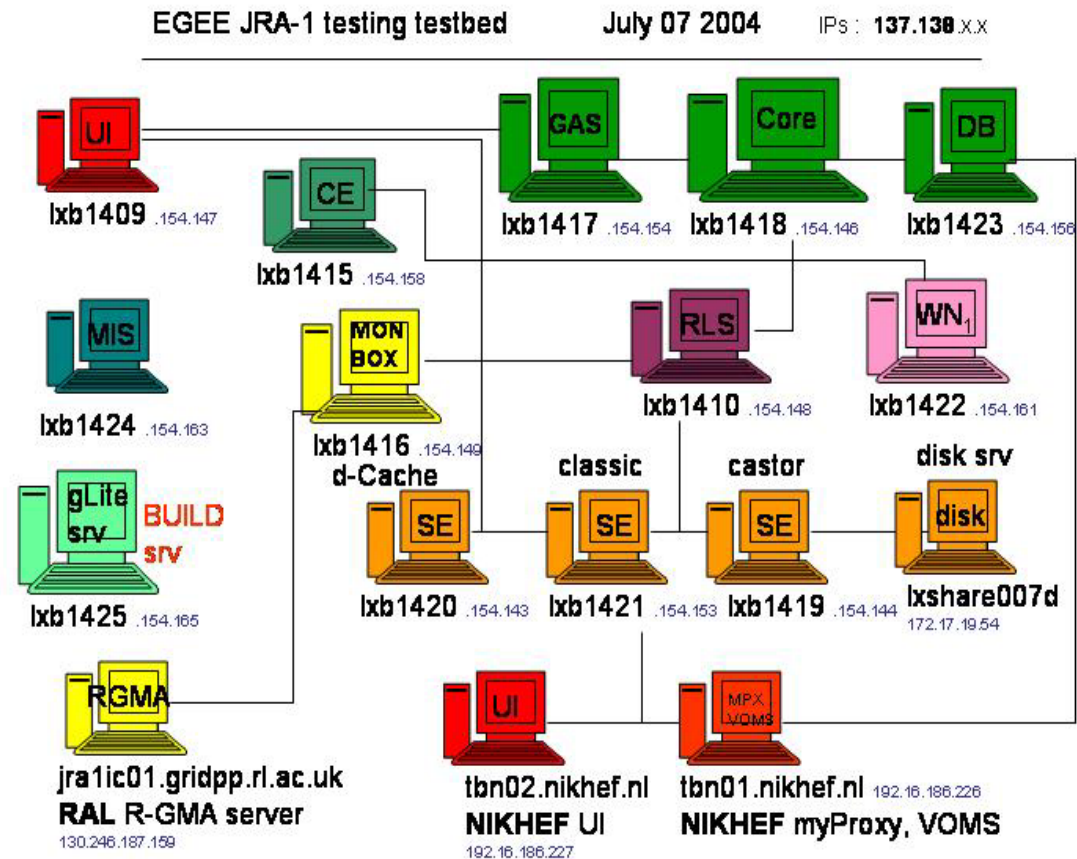 EGEE JRA-1 testing testbed July 07 2004 IPs : 137.138.x.x
UI
lxb1409 .154.147
GAS
lxb1417 .154.154
Core
lxb1418 .154.146
DB
lxb1423 .154.156
CE
lxb1415 .154.158
MIS
lxb1424 .154.163
MON
BOX
lxb1416 .154.149
RLS
lxb1410 .154.148
WN1
lxb1422 .154.161
gLite
srv
BUILD
srv
lxb1425 .154.165
d-Cache
SE
lxb1420 .154.143
classic
SE
lxb1421 .154.153
castor
SE
lxb1419 .154.144
disk srv
disk
lxshare007d
172.17.19.54
RGMA
jra1ic01.gridpp.rl.ac.uk
RAL R-GMA server
130.246.187.159
UI
tbn02.nikhef.nl
NIKHEF UI
192.16.186.227
MPX
VOMS
tbn01.nikhef.nl 192.16.186.226
NIKHEF myProxy, VOMS